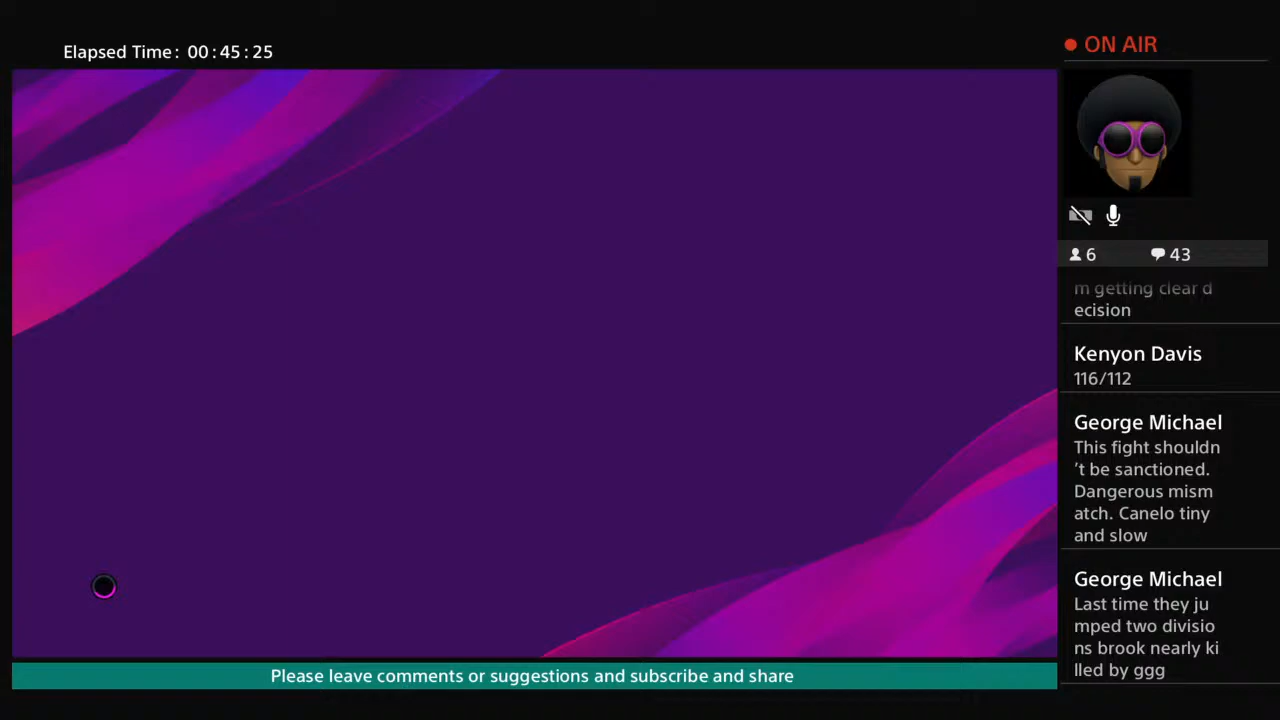 Elapsed Time: 00:45:25
ON AIR
6 43
m getting clear d
ecision
Kenyon Davis
116/112
George Michael
This fight shouldn
't be sanctioned.
Dangerous mism
atch. Canelo tiny
and slow
George Michael
Last time they ju
mped two divisio
ns brook nearly ki
lled by ggg
Please leave comments or suggestions and subscribe and share